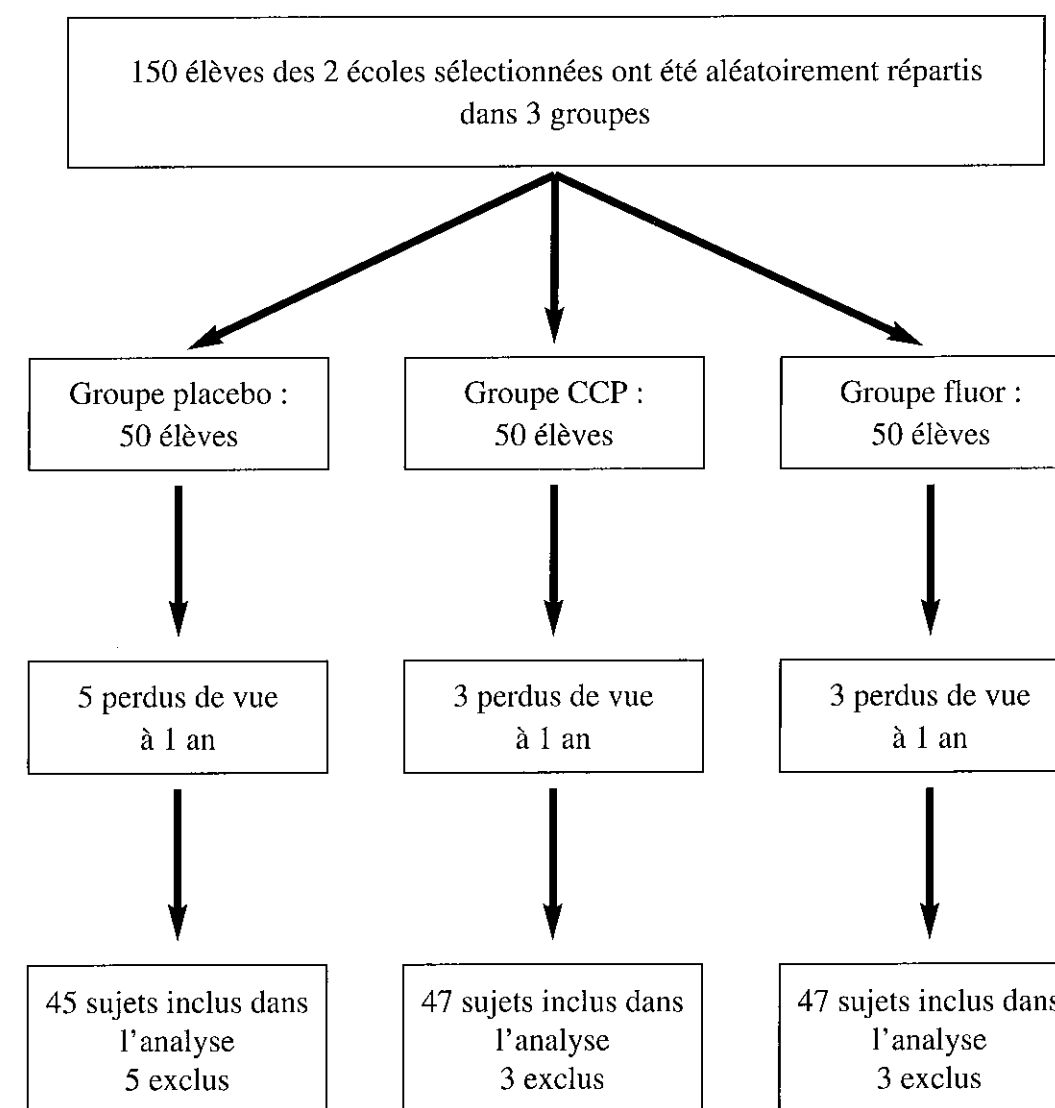 150 élèves des 2 écoles sélectionnées ont été aléatoirement répartis
dans 3 groupes
Groupe placebo :
50 élèves
Groupe CCP :
50 élèves
Groupe fluor :
50 élèves
5 perdus de vue
à 1 an
3 perdus de vue
à 1 an
3 perdus de vue
à 1 an
45 sujets inclus dans
l’analyse
5 exclus
47 sujets inclus dans
l’analyse
3 exclus
47 sujets inclus dans
l’analyse
3 exclus